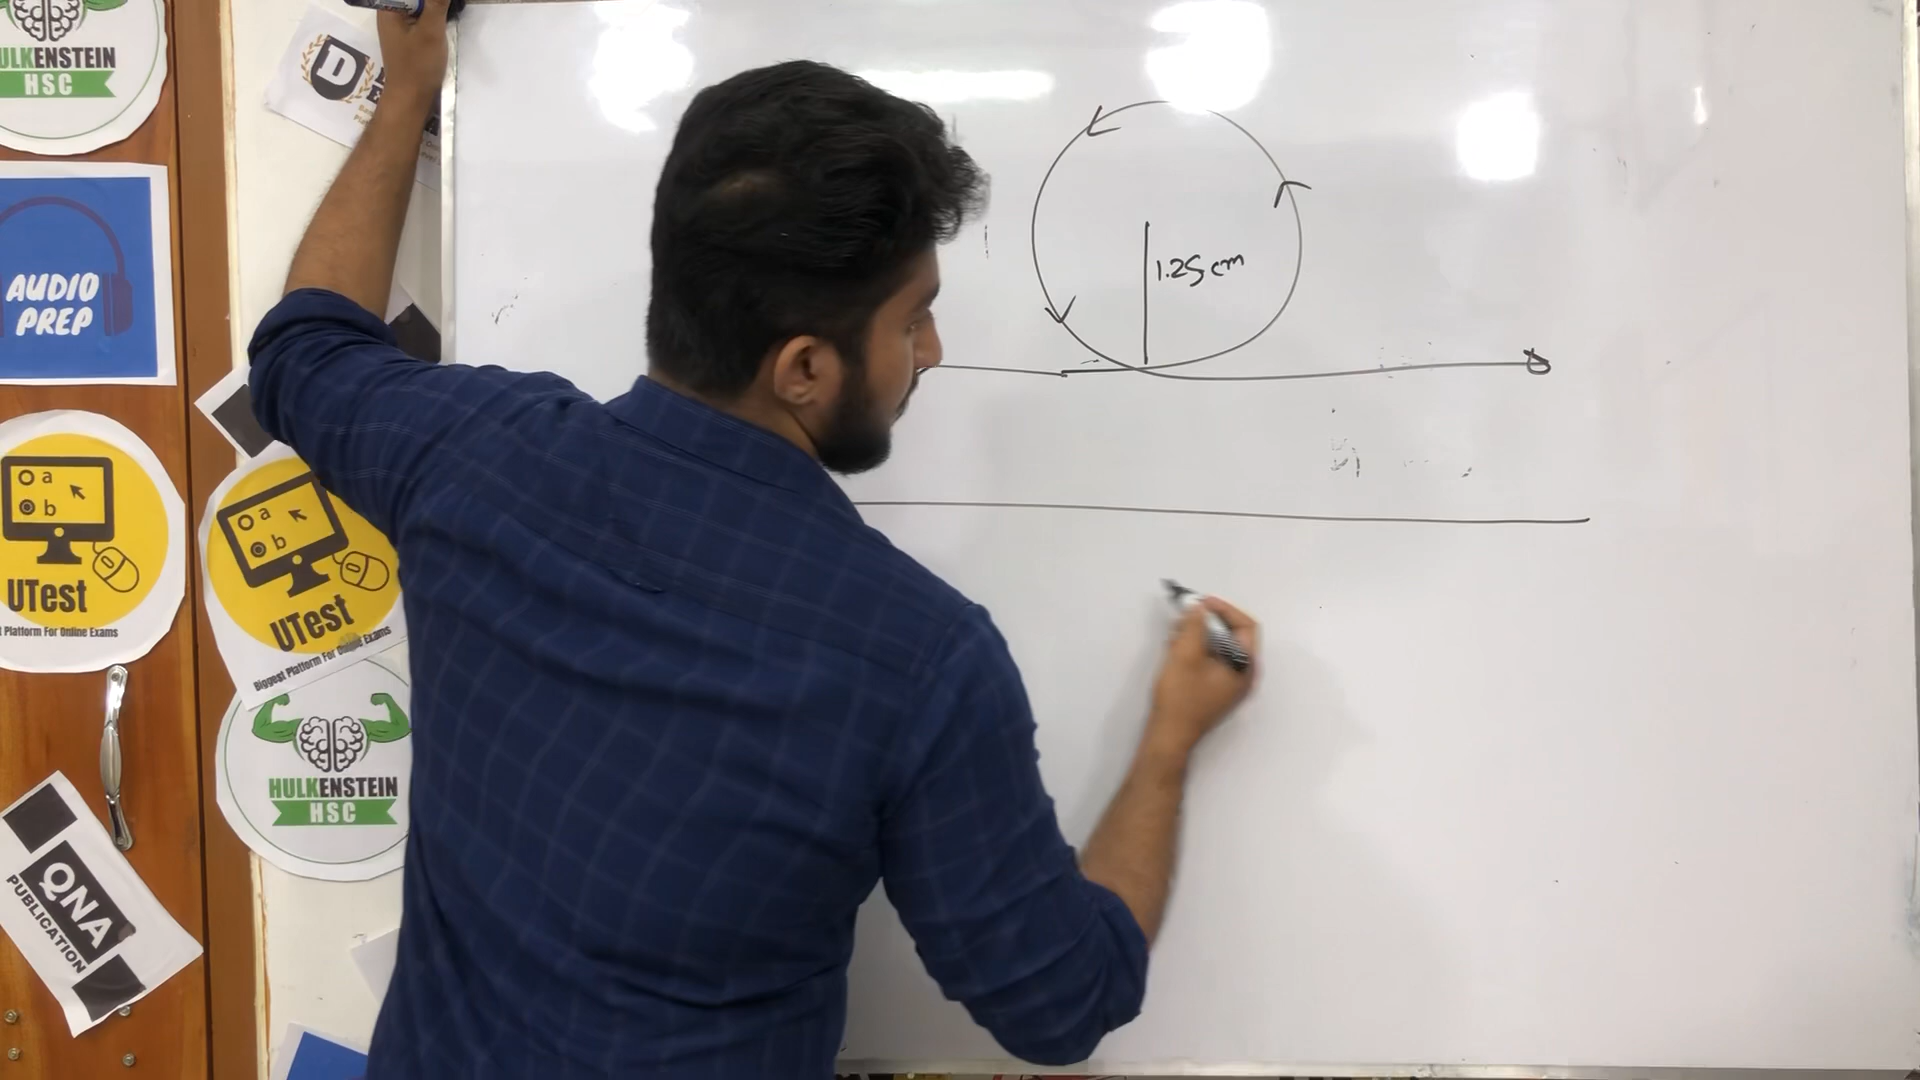 ULKENSTEIN
HSC
D
AUDIO
PREP
a
b
UTest
Platform For Online Exams
a
b
UTest
Biggest Platform For Online Exams
HULKENSTEIN
HSC
QNA
PUBLICATION
1.25 cm